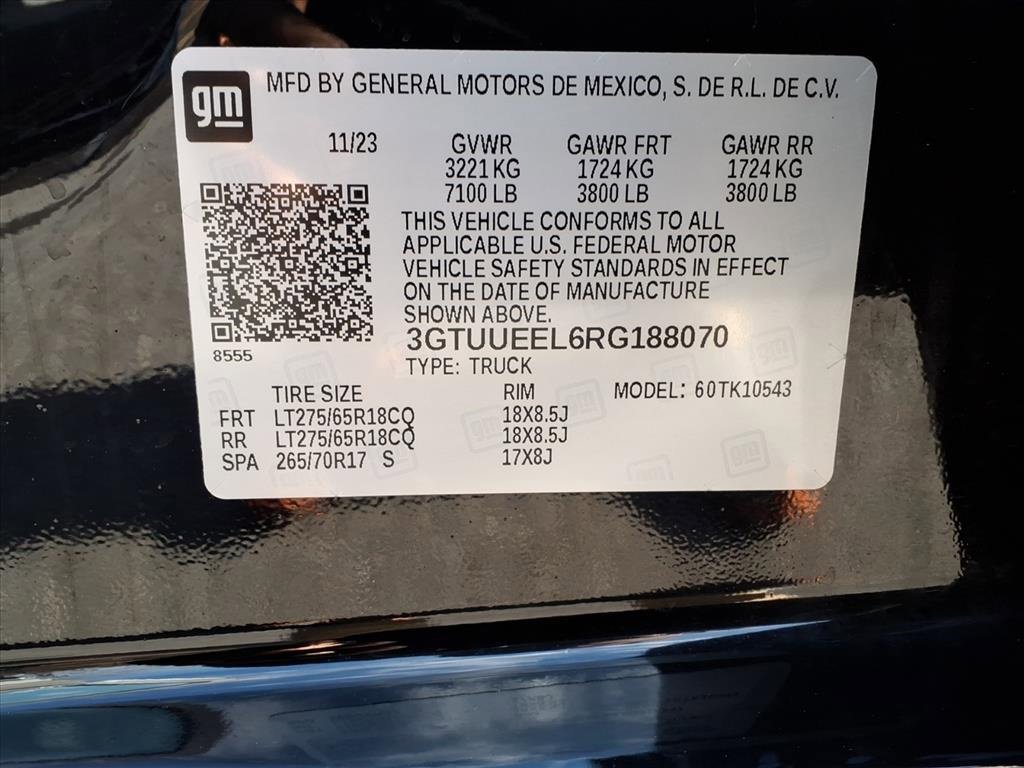 gm MFD BY GENERAL MOTORS DE MEXICO, S. DE R.L. DE C.V.
11/23 GVWR GAWR FRT GAWR RR
3221 KG 1724 KG 1724 KG
7100 LB 3800 LB 3800 LB
THIS VEHICLE CONFORMS TO ALL
APPLICABLE U.S. FEDERAL MOTOR
VEHICLE SAFETY STANDARDS IN EFFECT
ON THE DATE OF MANUFACTURE
SHOWN ABOVE.
3GTUUEEL6RG188070
8555
TYPE: TRUCK
TIRE SIZE RIM MODEL: 60TK10543
FRT LT275/65R18CQ 18X8.5J
RR LT275/65R18CQ 18X8.5J
SPA 265/70R17 S 17X8J